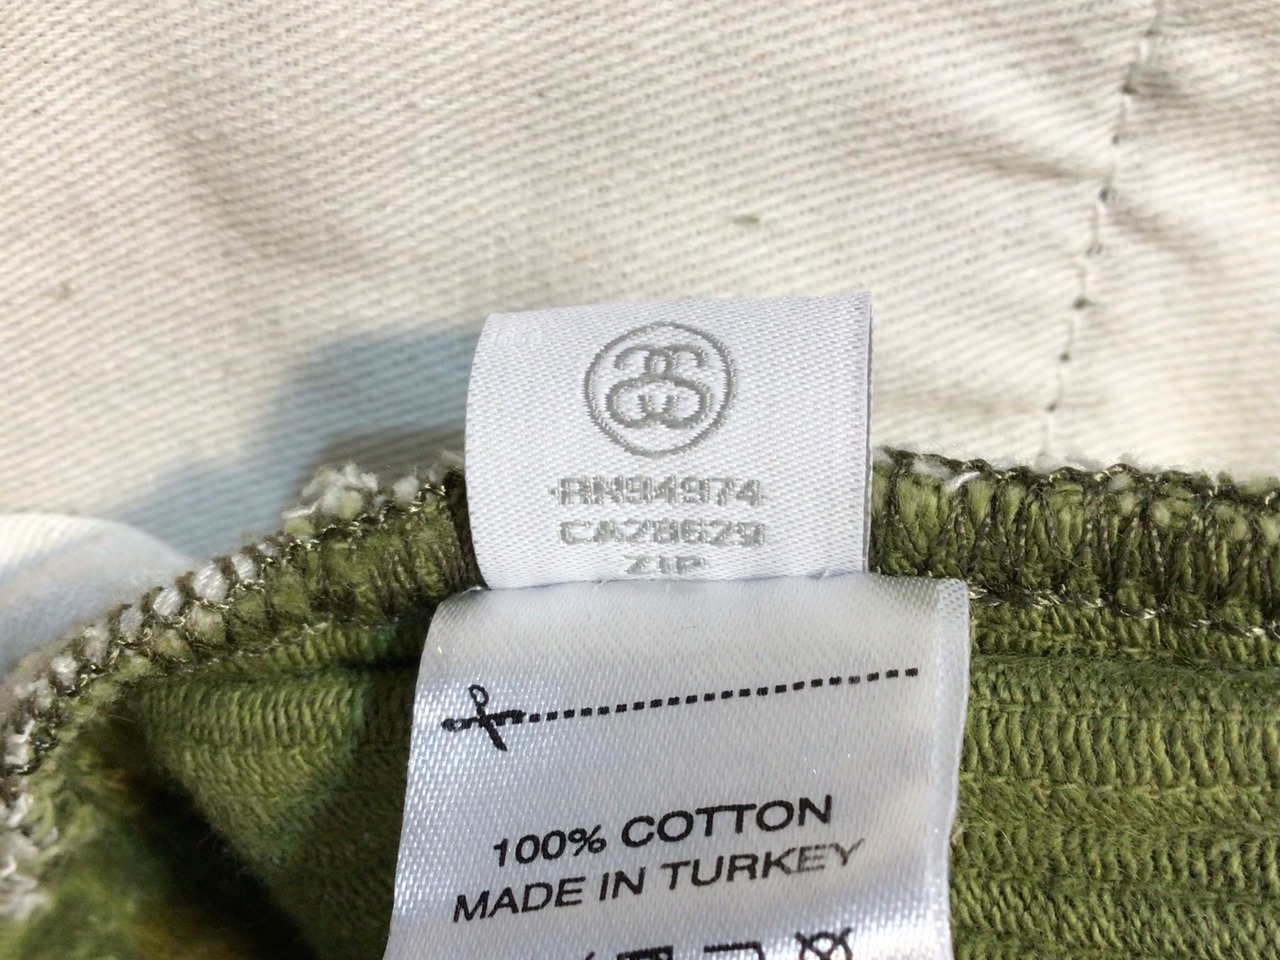 RN94974
CA28629
ZIP
100% COTTON
MADE IN TURKEY